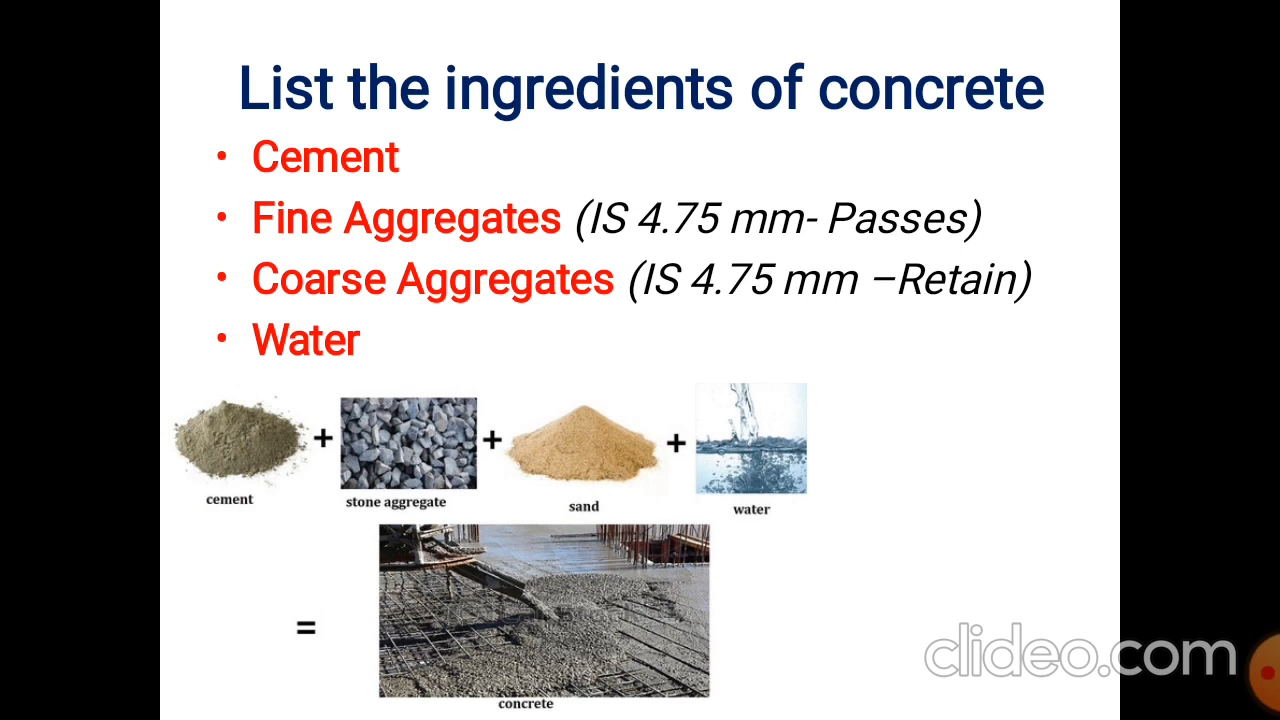 List the ingredients of concrete
• Cement
• Fine Aggregates (IS 4.75 mm- Passes)
• Coarse Aggregates (IS 4.75 mm –Retain)
• Water
+ + +
cement stone aggregate sand water
=
concrete
clideo.com